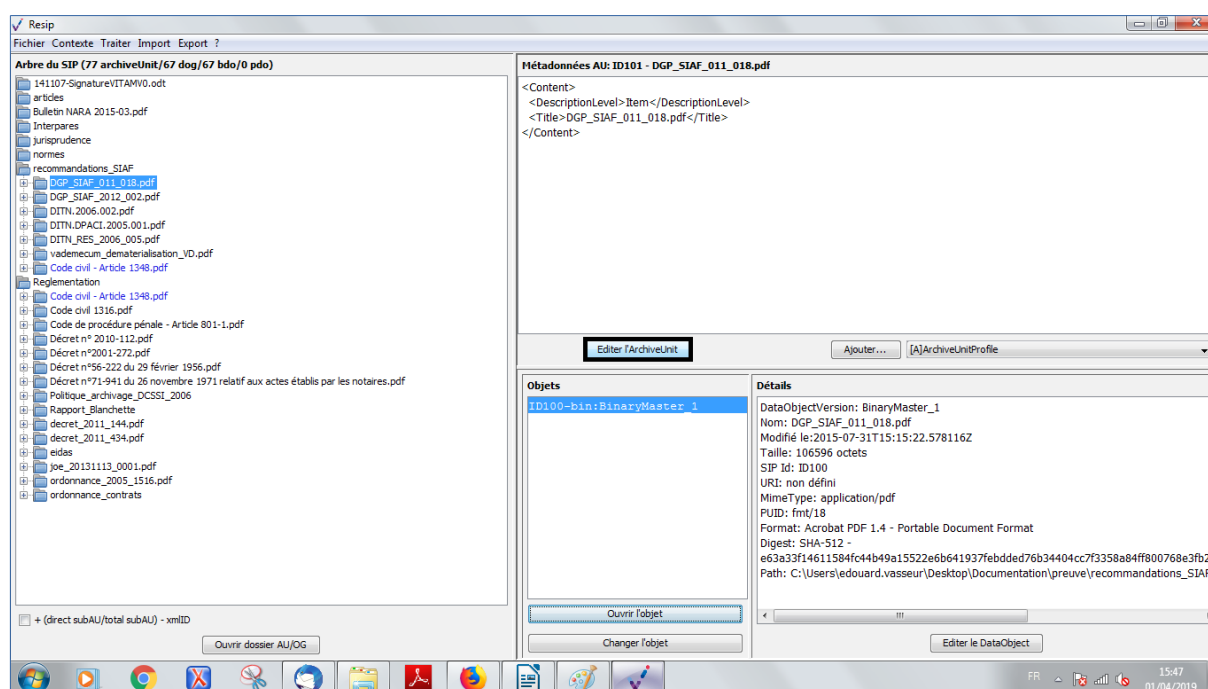 Resip
Fichier Contexte Traiter Import Export ?
Arbre du SIP (77 archiveUnit/67 dog/67 bdo/0 pdo)
141107-SignatureVITAMV0.odt
articles
Bulletin NARA 2015-03.pdf
Interpares
jurisprudence
normes
recommandations_SIAF
DGP_SIAF_011_018.pdf
DGP_SIAF_2012_002.pdf
DITN.2006.002.pdf
DITN.DPACI.2005.001.pdf
DITN_RES_2006_005.pdf
vademecum_dematerialisation_VD.pdf
Code civil - Article 1348.pdf
Reglementation
Code civil - Article 1348.pdf
Code civil 1316.pdf
Code de procédure pénale - Article 801-1.pdf
Décret n° 2010-112.pdf
Décret n°2001-272.pdf
Décret n°56-222 du 29 février 1956.pdf
Décret n°71-941 du 26 novembre 1971 relatif aux actes établis par les notaires.pdf
Politique_archivage_DCSSI_2006
Rapport_Blanchette
decret_2011_144.pdf
decret_2011_434.pdf
eidas
joe_20131113_0001.pdf
ordonnance_2005_1516.pdf
ordonnance_contrats
+ (direct subAU/total subAU) - xmlID
Ouvrir dossier AU/OG
Métadonnées AU: ID101 - DGP_SIAF_011_018.pdf
<Content>
<DescriptionLevel>Item</DescriptionLevel>
<Title>DGP_SIAF_011_018.pdf</Title>
</Content>
Editer l'ArchiveUnit
Ajouter...
[A]ArchiveUnitProfile
Objets
ID100-bin:BinaryMaster_1
Ouvrir l'objet
Changer l'objet
Détails
DataObjectVersion: BinaryMaster_1
Nom: DGP_SIAF_011_018.pdf
Modifié le:2015-07-31T15:15:22.578116Z
Taille: 106596 octets
SIP Id: ID100
URI: non défini
MimeType: application/pdf
PUID: fmt/18
Format: Acrobat PDF 1.4 - Portable Document Format
Digest: SHA-512 -
e63a33f14611584fc44b49a15522e6b641937febdded76b34404cc7f3358a84ff800768e3fb2
Path: C:\Users\edouard.vasseur\Desktop\Documentation\preuve\recommandations_SIAF
Editer le DataObject
FR
15:47
01/04/2019